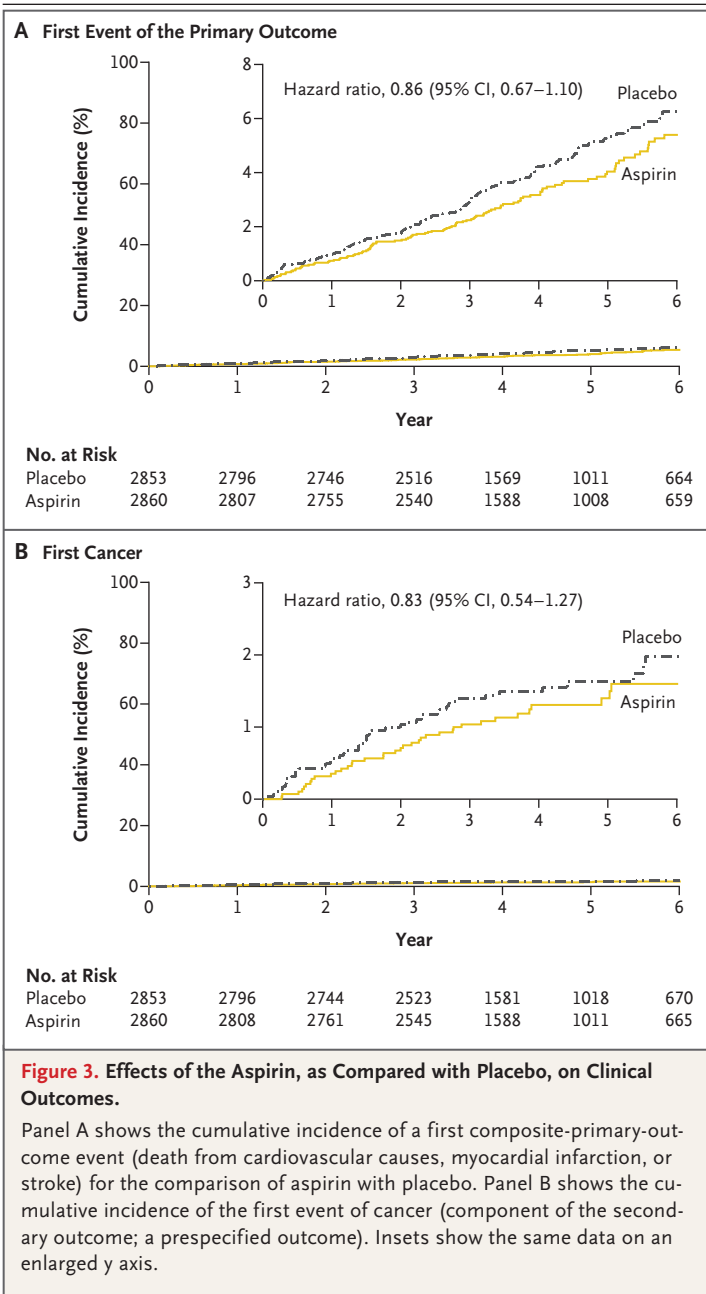 A First Event of the Primary Outcome
100
80
60
40
20
0
Cumulative Incidence (%)
8
6
4
2
0
Hazard ratio, 0.86 (95% CI, 0.67–1.10)
Placebo
Aspirin
0 1 2 3 4 5 6
0 1 2 3 4 5 6
Year
No. at Risk
Placebo 2853 2796 2746 2516 1569 1011 664
Aspirin 2860 2807 2755 2540 1588 1008 659
B First Cancer
100
80
60
40
20
0
Cumulative Incidence (%)
3
2
1
0
Hazard ratio, 0.83 (95% CI, 0.54–1.27)
Placebo
Aspirin
0 1 2 3 4 5 6
0 1 2 3 4 5 6
Year
No. at Risk
Placebo 2853 2796 2744 2523 1581 1018 670
Aspirin 2860 2808 2761 2545 1588 1011 665
Figure 3. Effects of the Aspirin, as Compared with Placebo, on Clinical
Outcomes.
Panel A shows the cumulative incidence of a first composite-primary-out-
come event (death from cardiovascular causes, myocardial infarction, or
stroke) for the comparison of aspirin with placebo. Panel B shows the cu-
mulative incidence of the first event of cancer (component of the second-
ary outcome; a prespecified outcome). Insets show the same data on an
enlarged y axis.